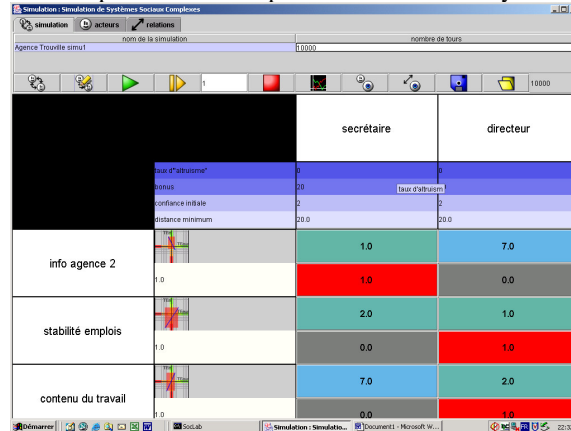 Simulation : Simulation de Systèmes Sociaux Complexes
simulation acteurs relations
nom de la simulation nombre de tours
Agence Trouville simu1 10000
1 10000
secrétaire directeur
taux d'"altruisme" 0 0
bonus 20 taux d'altruism
confiance initiale 2 2
distance minimum 20.0 20.0
info agence 2 1.0 7.0
1.0 1.0 0.0
stabilité emplois 2.0 1.0
1.0 0.0 1.0
contenu du travail 7.0 2.0
1.0 0.0 1.0
Démarrer SocLab Simulation : Simulatio... Document1 - Microsoft W... 22:32